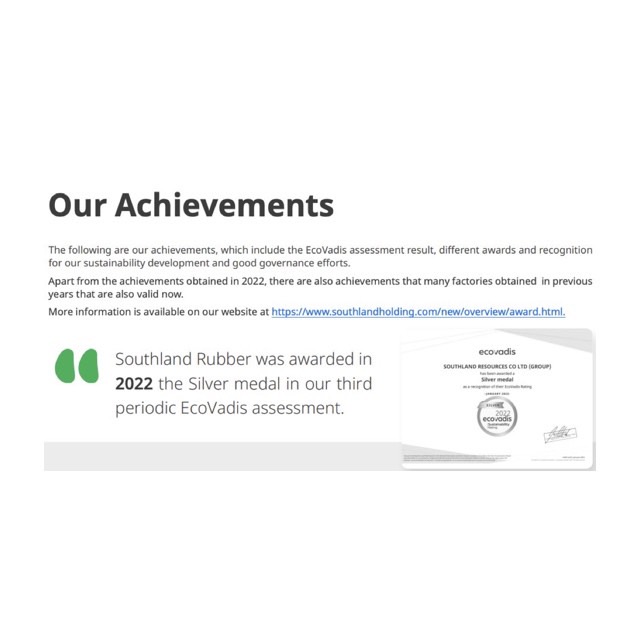 Our Achievements
The following are our achievements, which include the EcoVadis assessment result, different awards and recognition
for our sustainability development and good governance efforts.
Apart from the achievements obtained in 2022, there are also achievements that many factories obtained in previous
years that are also valid now.
More information is available on our website at https://www.southlandholding.com/new/overview/award.html.
Southland Rubber was awarded in
2022 the Silver medal in our third
periodic EcoVadis assessment.
ecovadis
SOUTHLAND RESOURCES CO LTD (GROUP)
has been awarded a
Silver medal
as a recognition of their EcoVadis Rating
- JANUARY 2022 -
2022
ecovadis
Sustainability
Rating